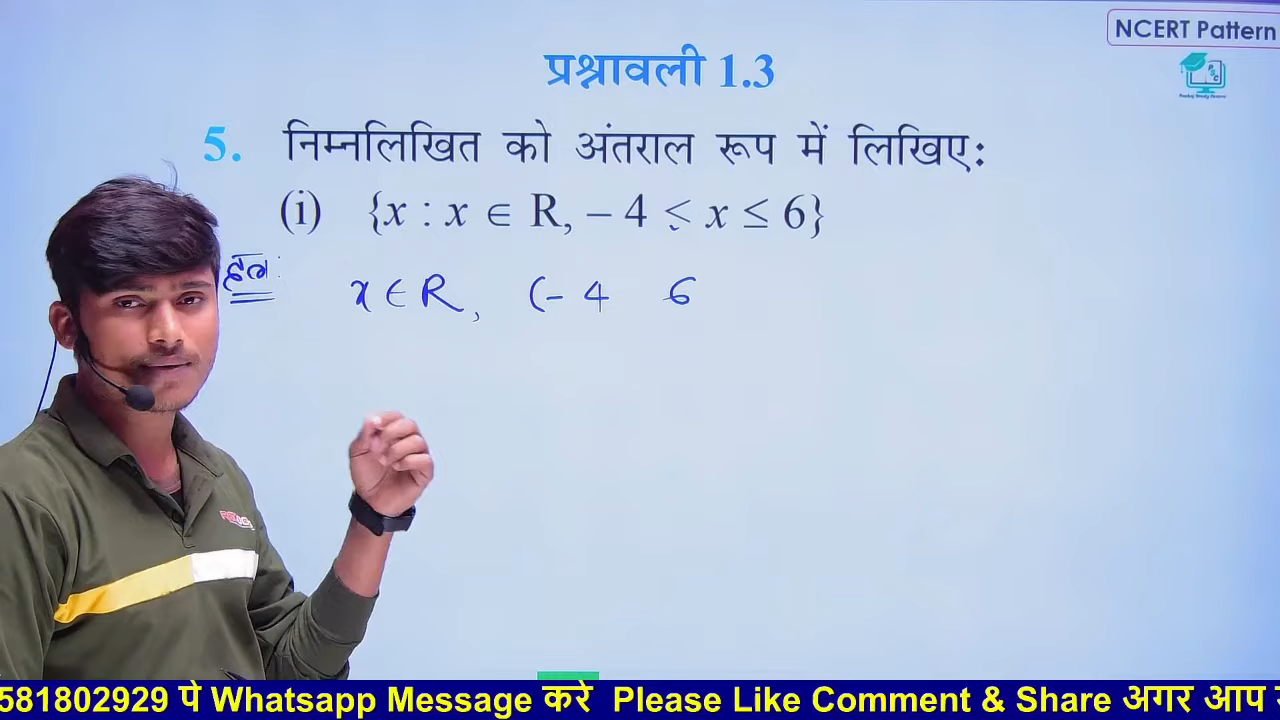 NCERT Pattern
प्रश्नावली 1.3
5. निम्नलिखित को अंतराल रूप में लिखिए:
(i) {x : x ∈ R, – 4 < x ≤ 6}
हल:
x ∈ R, (- 4 6
581802929 पे Whatsapp Message करे Please Like Comment & Share अगर आप